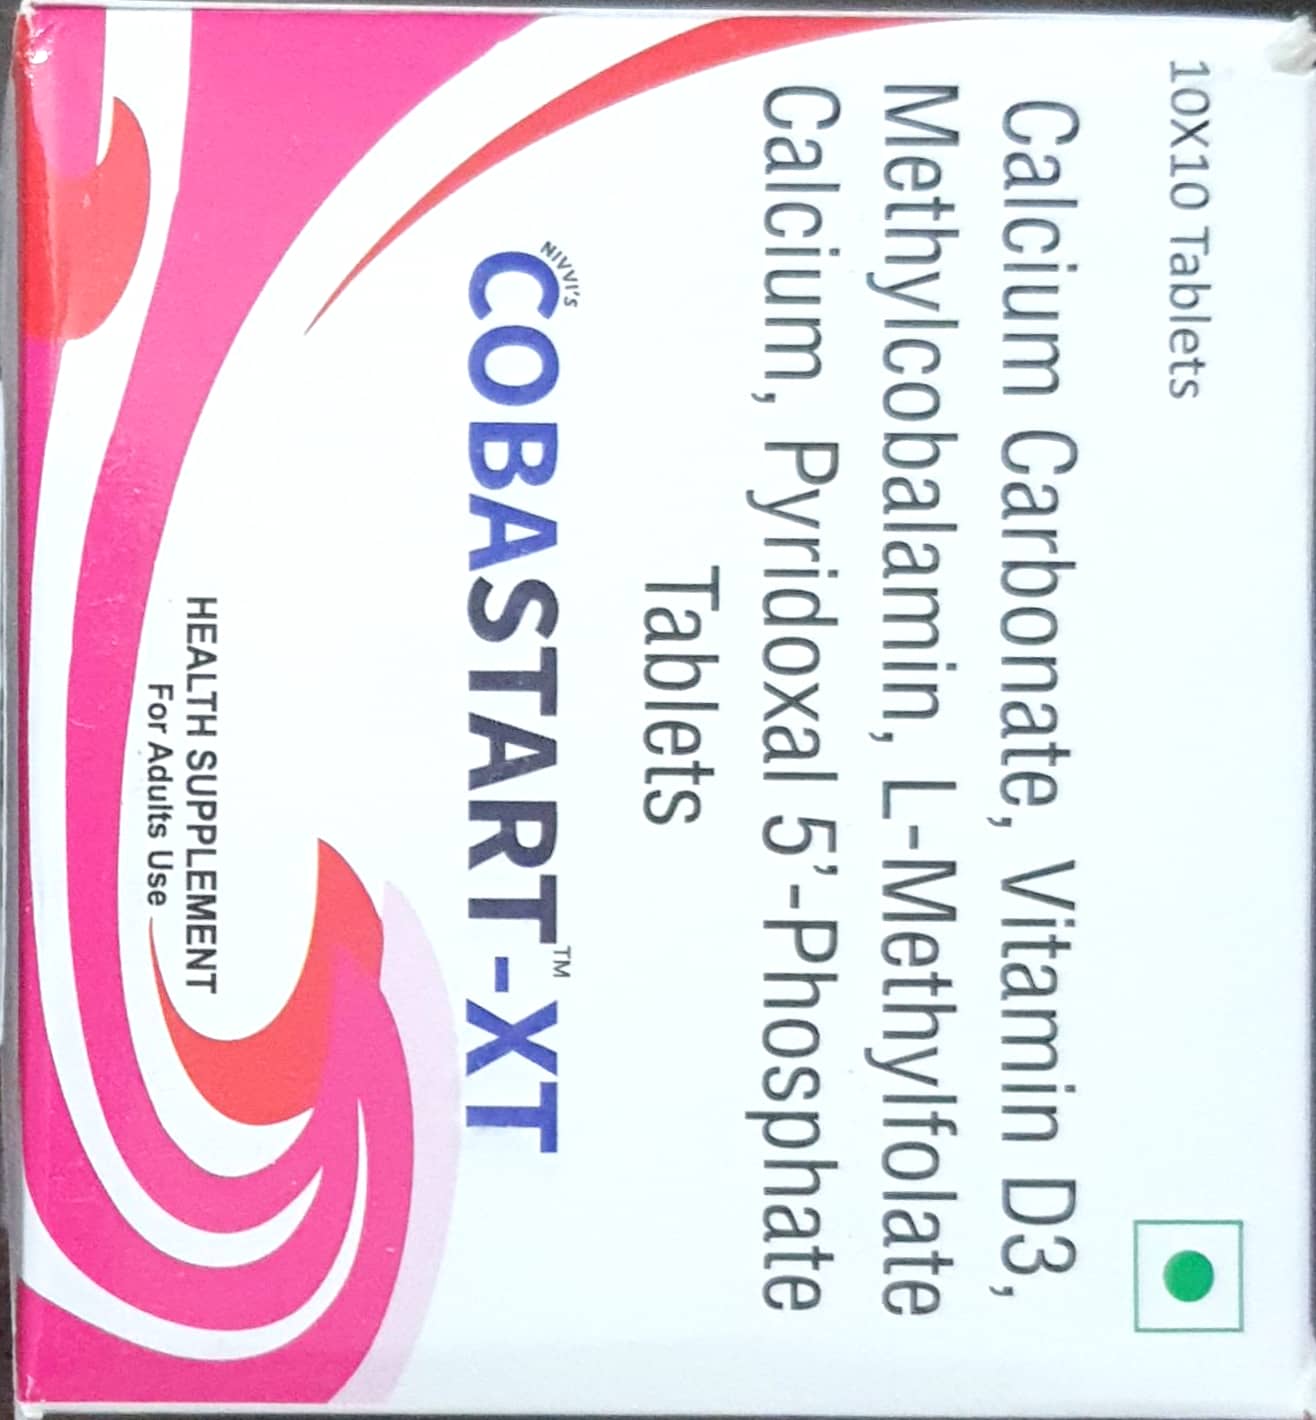 10X10 Tablets
Calcium Carbonate, Vitamin D3,
Methylcobalamin, L-Methylfolate
Calcium, Pyridoxal 5’-Phosphate
Tablets
NIVVI'S
COBASTART™-XT
HEALTH SUPPLEMENT
For Adults Use